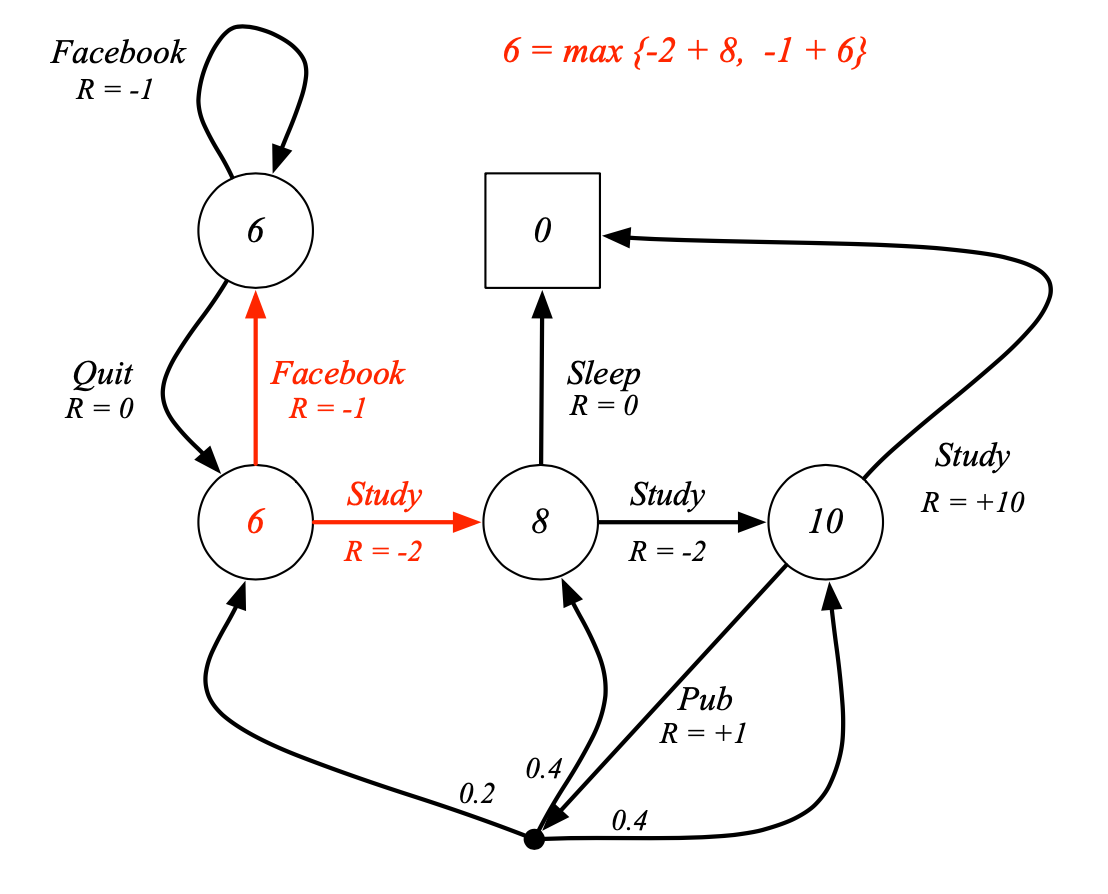 Facebook
R = -1
6 = max {-2 + 8, -1 + 6}
6
0
Quit
R = 0
Facebook
R = -1
Sleep
R = 0
Study
R = +10
6
Study
R = -2
8
Study
R = -2
10
Pub
R = +1
0.4
0.2
0.4